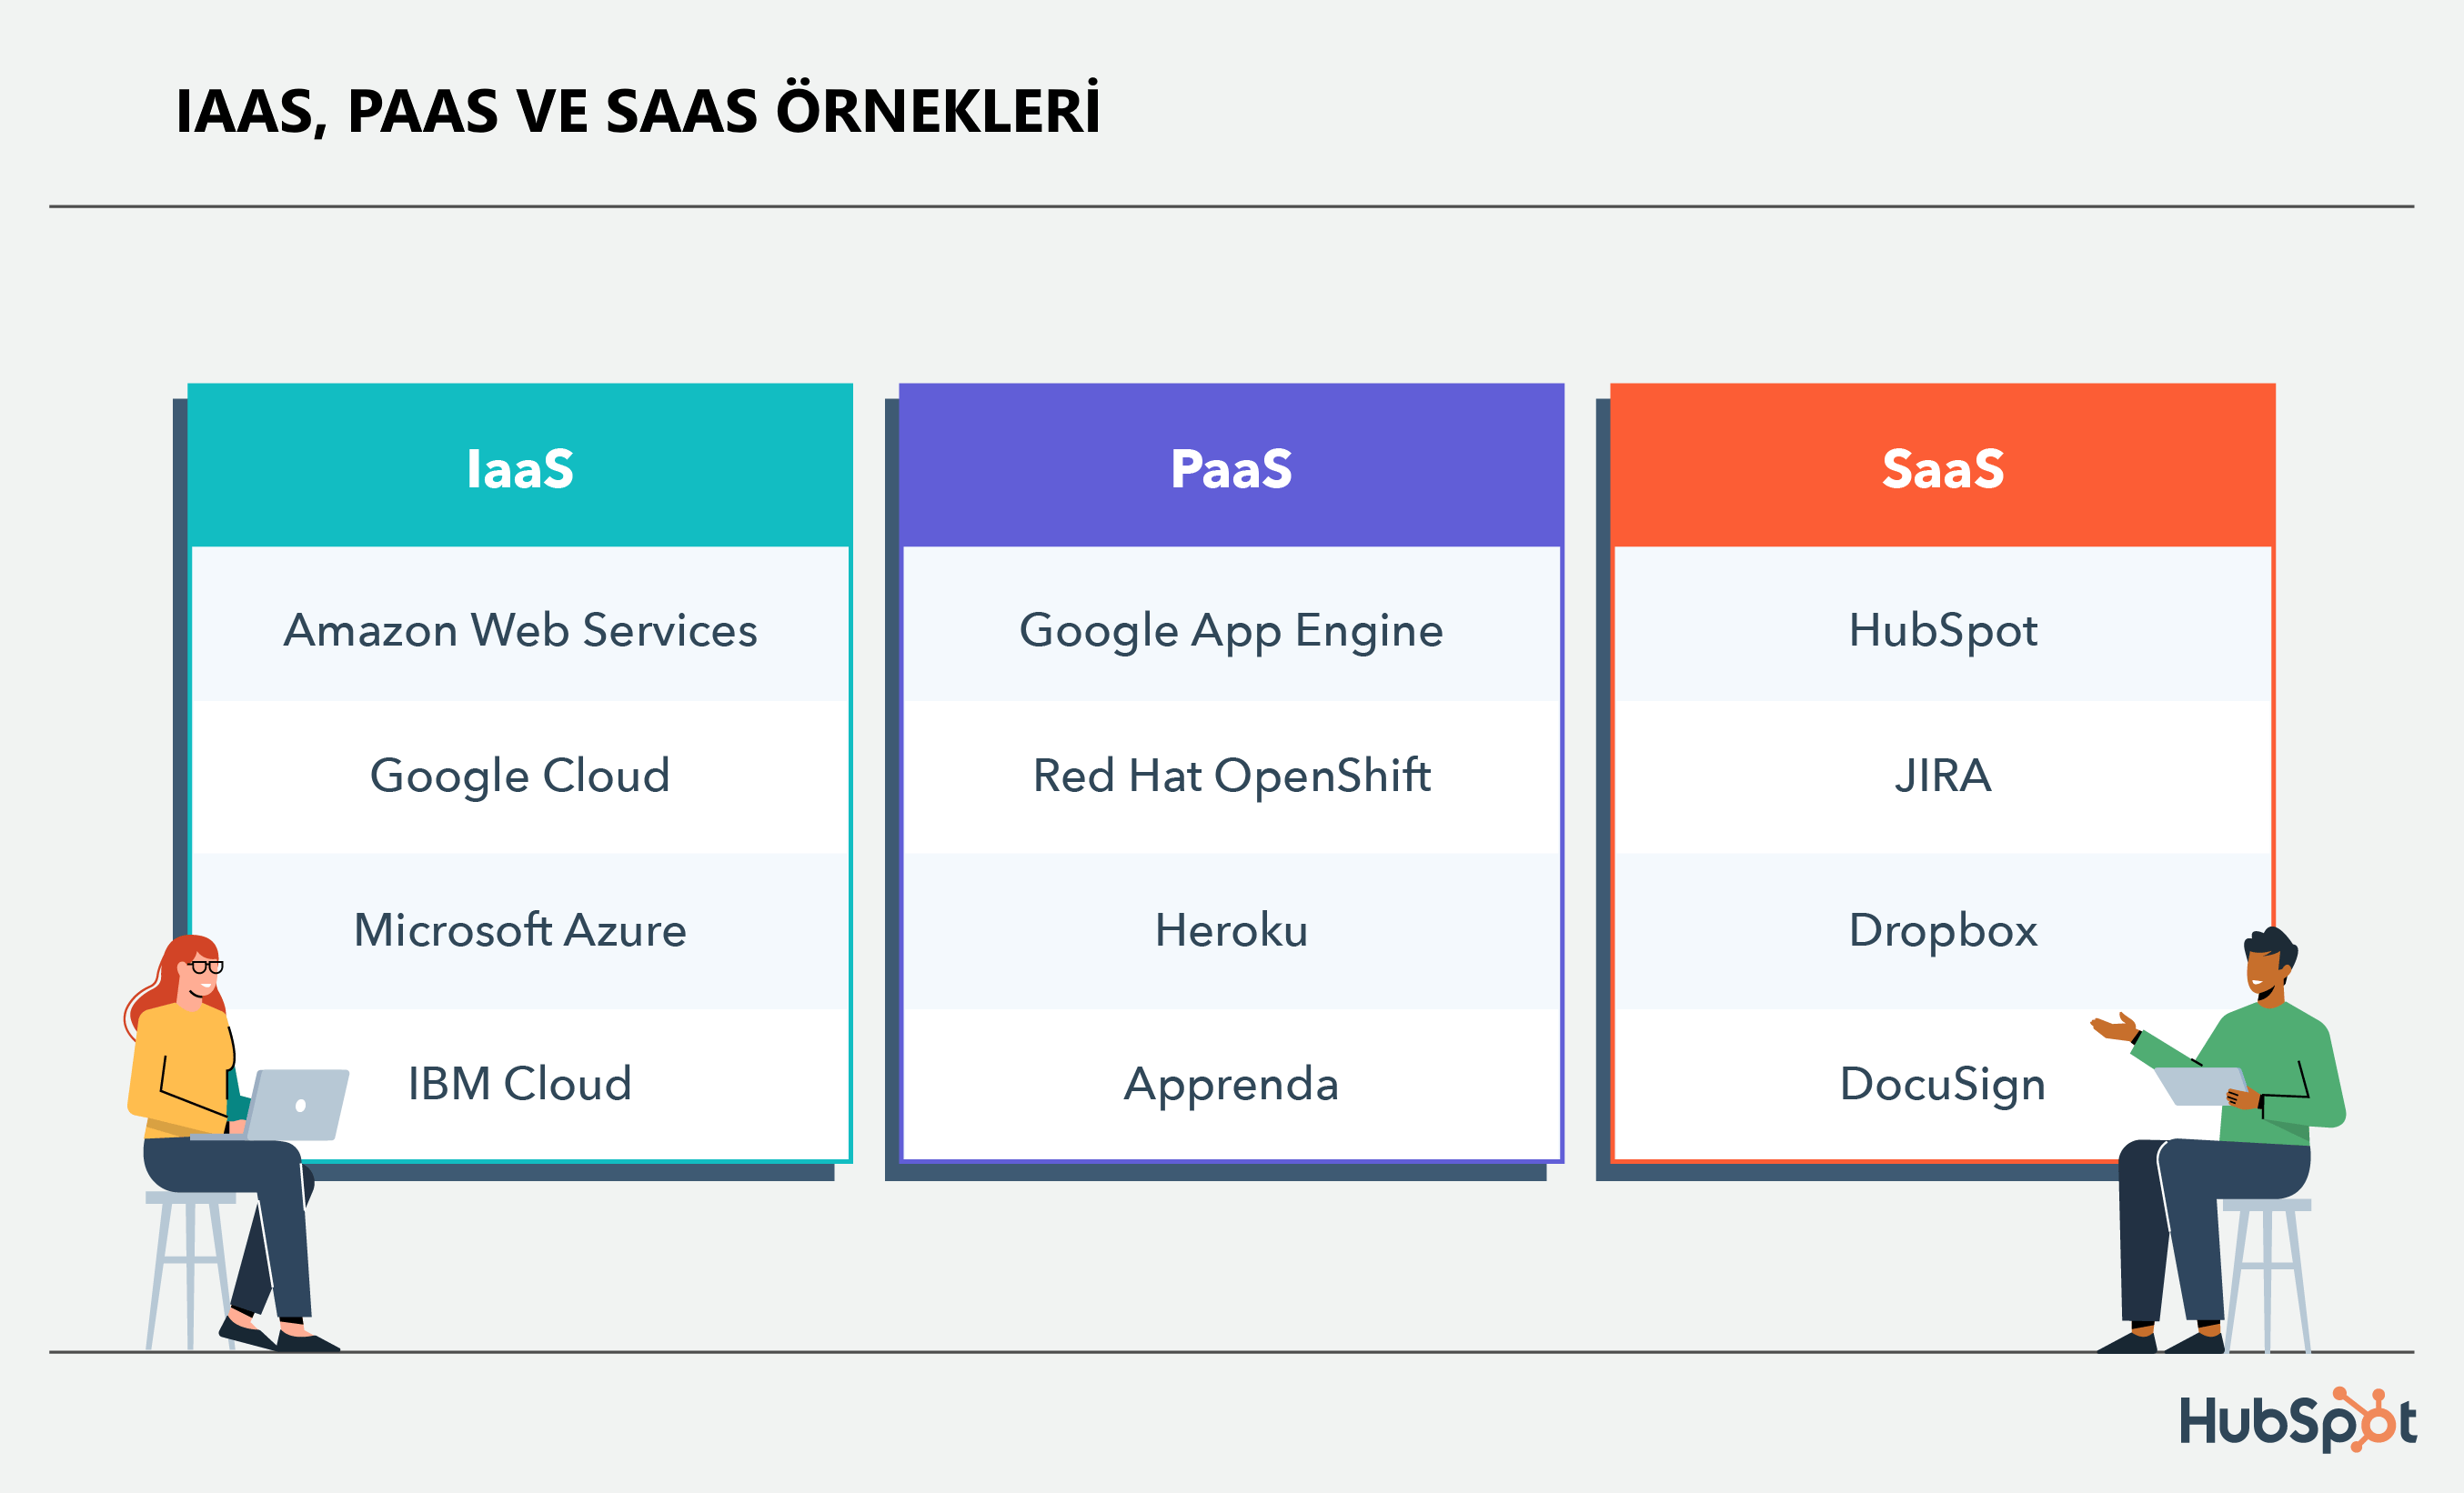 IAAS, PAAS VE SAAS ÖRNEKLERİ
IaaS
Amazon Web Services
Google Cloud
Microsoft Azure
IBM Cloud
PaaS
Google App Engine
Red Hat OpenShift
Heroku
Apprenda
SaaS
HubSpot
JIRA
Dropbox
DocuSign
HubSpot